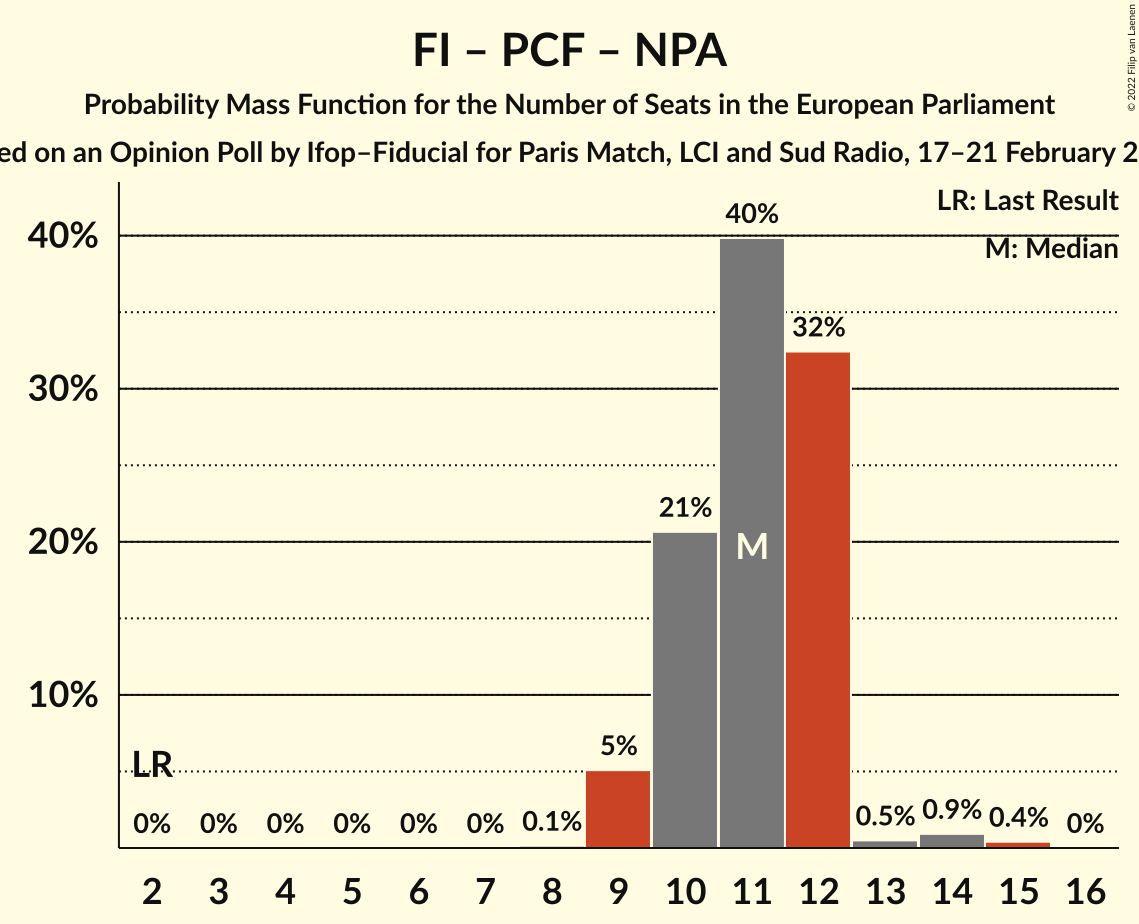 FI – PCF – NPA
Probability Mass Function for the Number of Seats in the European Parliament
ed on an Opinion Poll by Ifop–Fiducial for Paris Match, LCI and Sud Radio, 17–21 February 2
© 2022 Filip van Laenen
LR: Last Result
M: Median
40%
30%
20%
10%
LR
0% 0% 0% 0% 0% 0% 0.1% 5% 21% 40% 32% 0.5% 0.9% 0.4% 0%
M
2 3 4 5 6 7 8 9 10 11 12 13 14 15 16